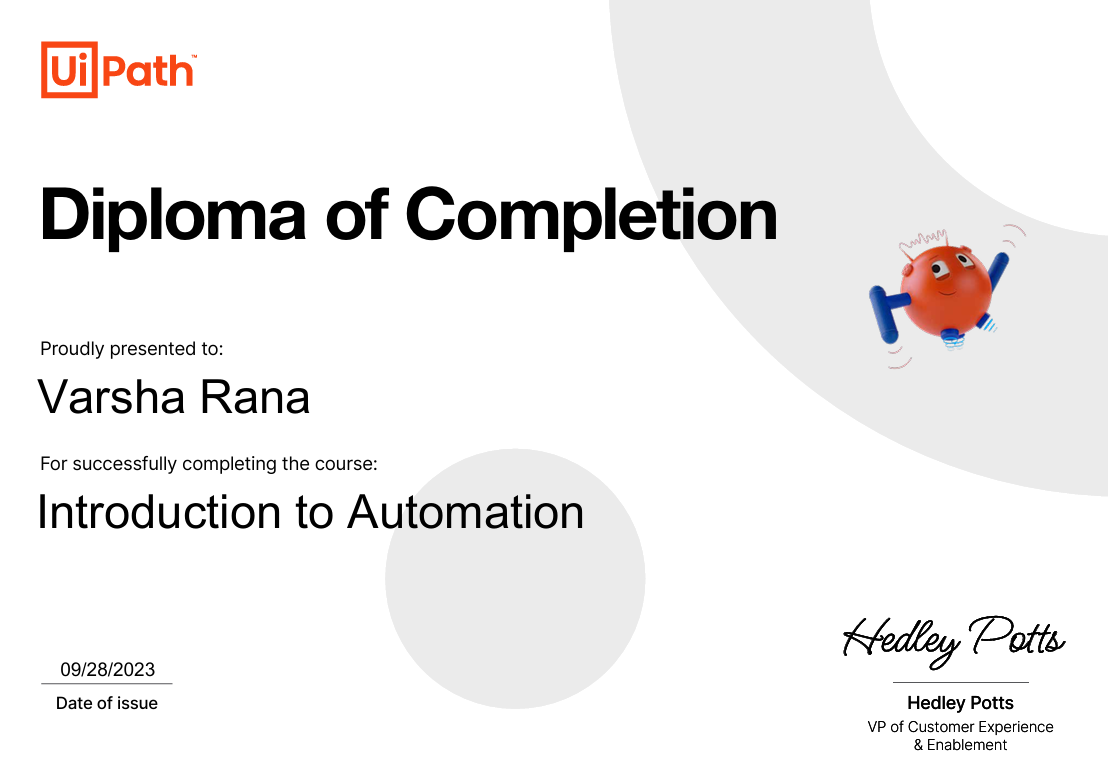 UiPath™
Diploma of Completion
Proudly presented to:
Varsha Rana
For successfully completing the course:
Introduction to Automation
09/28/2023
Date of issue
Hedley Potts
Hedley Potts
VP of Customer Experience
& Enablement